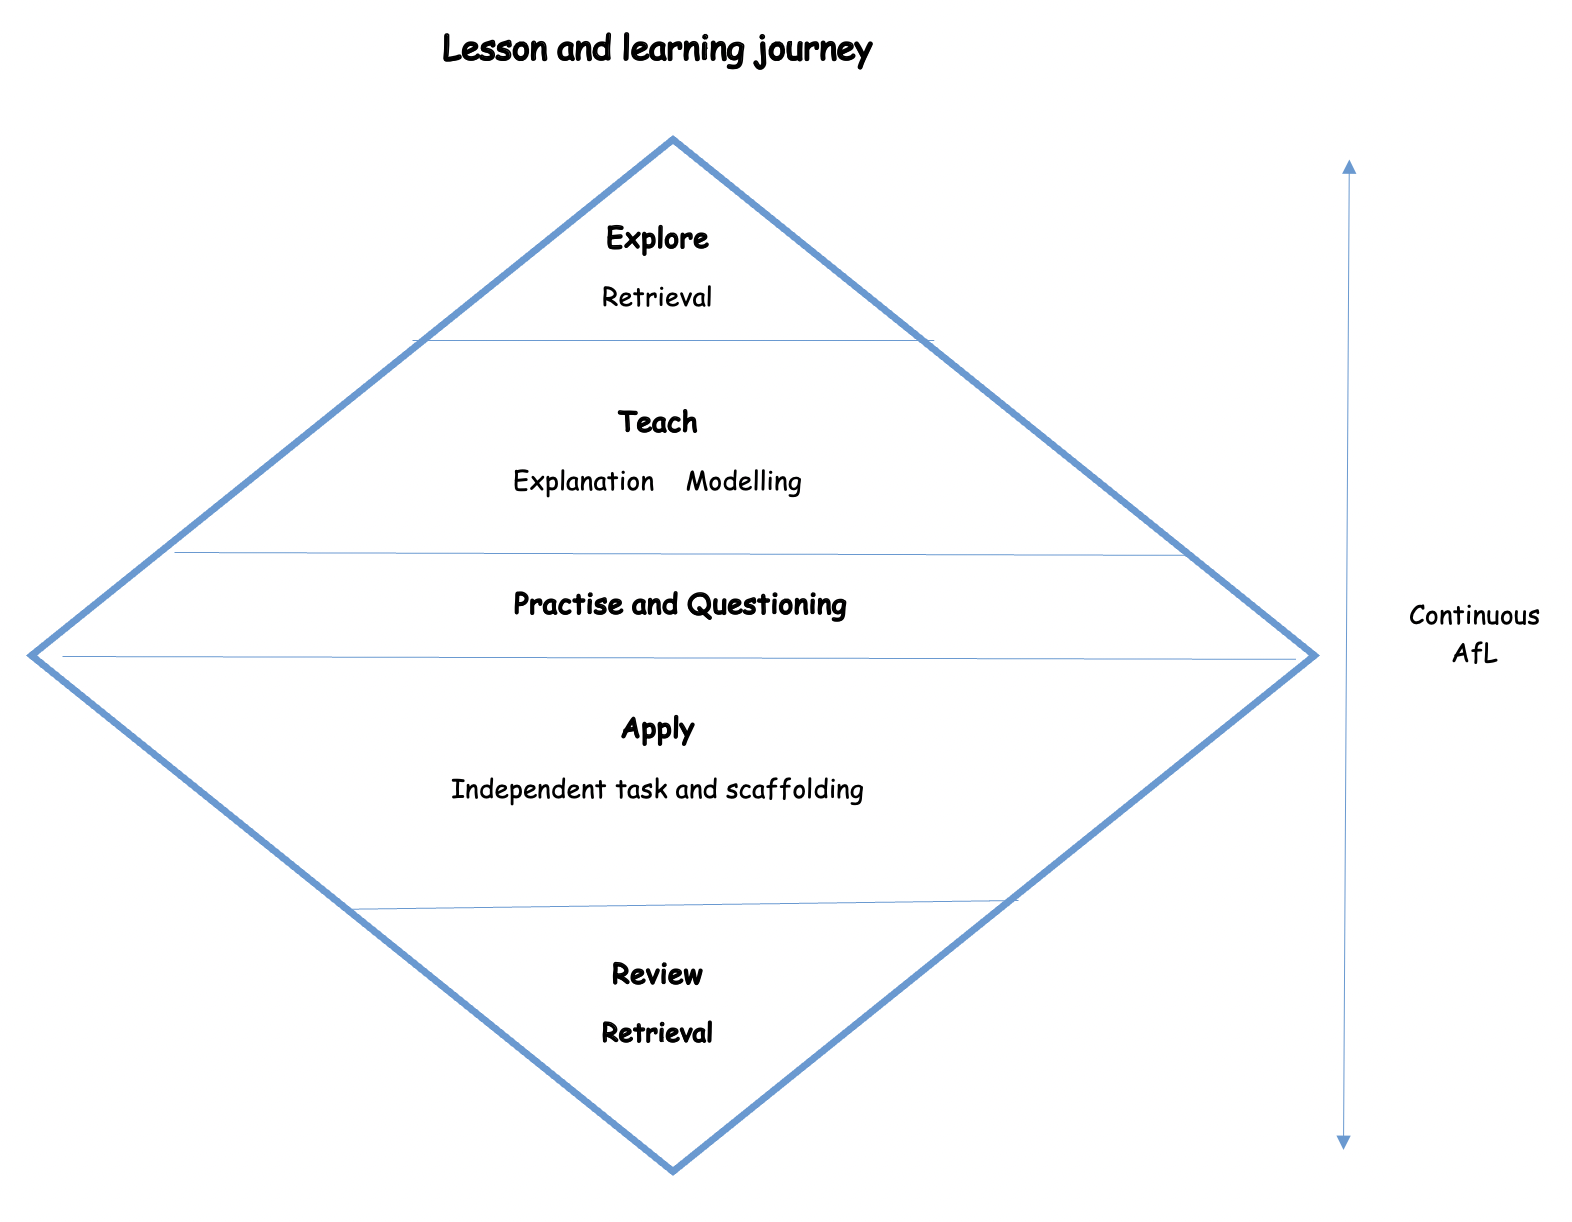 Lesson and learning journey
Explore
Retrieval
Teach
Explanation Modelling
Practise and Questioning
Continuous
AfL
Apply
Independent task and scaffolding
Review
Retrieval